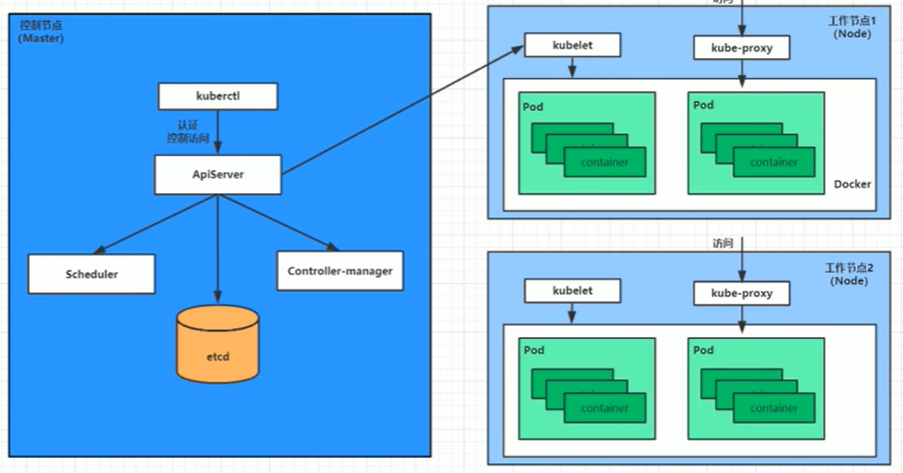 控制节点
(Master)
kuberctl
认证
控制访问
ApiServer
Scheduler
Controller-manager
etcd
访问
工作节点1
(Node)
kubelet
kube-proxy
Pod
container
Pod
container
Docker
访问
工作节点2
(Node)
kubelet
kube-proxy
Pod
container
Pod
container